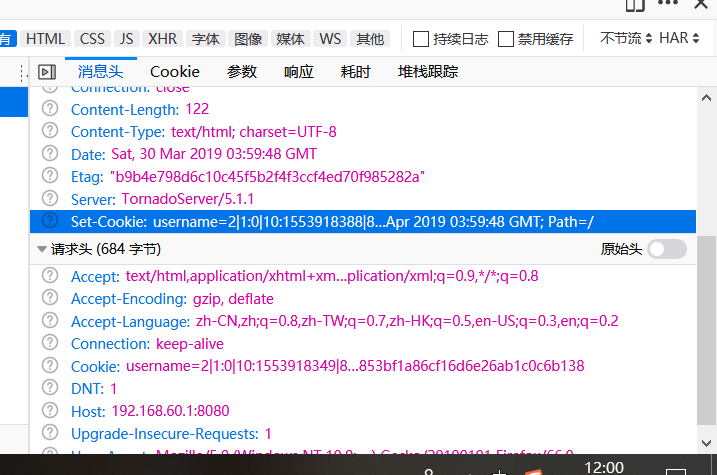 有 HTML CSS JS XHR 字体 图像 媒体 WS 其他 持续日志 禁用缓存 不节流 HAR
消息头 Cookie 参数 响应 耗时 堆栈跟踪
Connection: close
Content-Length: 122
Content-Type: text/html; charset=UTF-8
Date: Sat, 30 Mar 2019 03:59:48 GMT
Etag: "b9b4e798d6c10c45f5b2f4f3ccf4ed70f985282a"
Server: TornadoServer/5.1.1
Set-Cookie: username=2|1:0|10:1553918388|8...Apr 2019 03:59:48 GMT; Path=/
请求头 (684 字节) 原始头
Accept: text/html,application/xhtml+xm...plication/xml;q=0.9,*/*;q=0.8
Accept-Encoding: gzip, deflate
Accept-Language: zh-CN,zh;q=0.8,zh-TW;q=0.7,zh-HK;q=0.5,en-US;q=0.3,en;q=0.2
Connection: keep-alive
Cookie: username=2|1:0|10:1553918349|8...853bf1a86cf16d6e26ab1c0c6b138
DNT: 1
Host: 192.168.60.1:8080
Upgrade-Insecure-Requests: 1
12:00